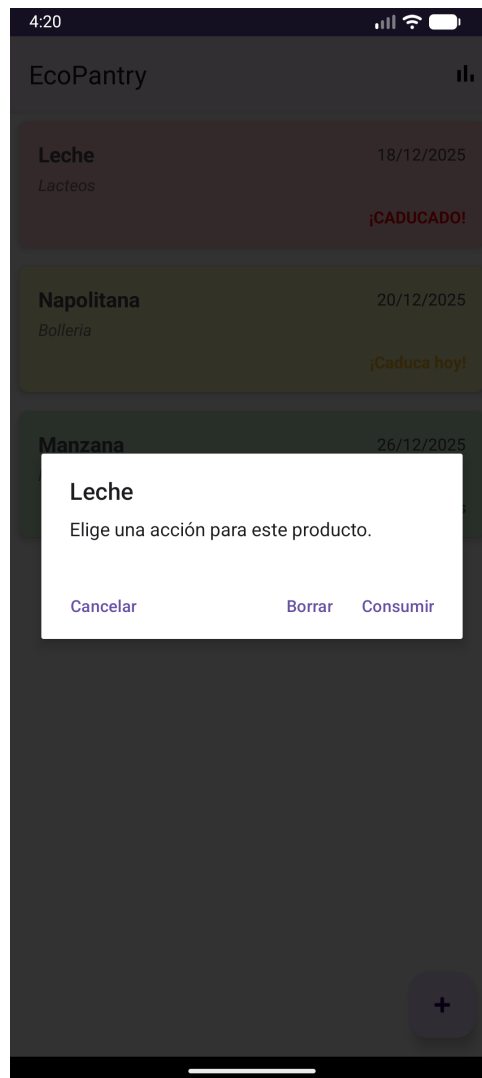 4:20
EcoPantry
Leche 18/12/2025
Lacteos
¡CADUCADO!
Napolitana 20/12/2025
Bolleria
¡Caduca hoy!
Manzana 26/12/2025
Leche
Elige una acción para este producto.
Cancelar Borrar Consumir
+